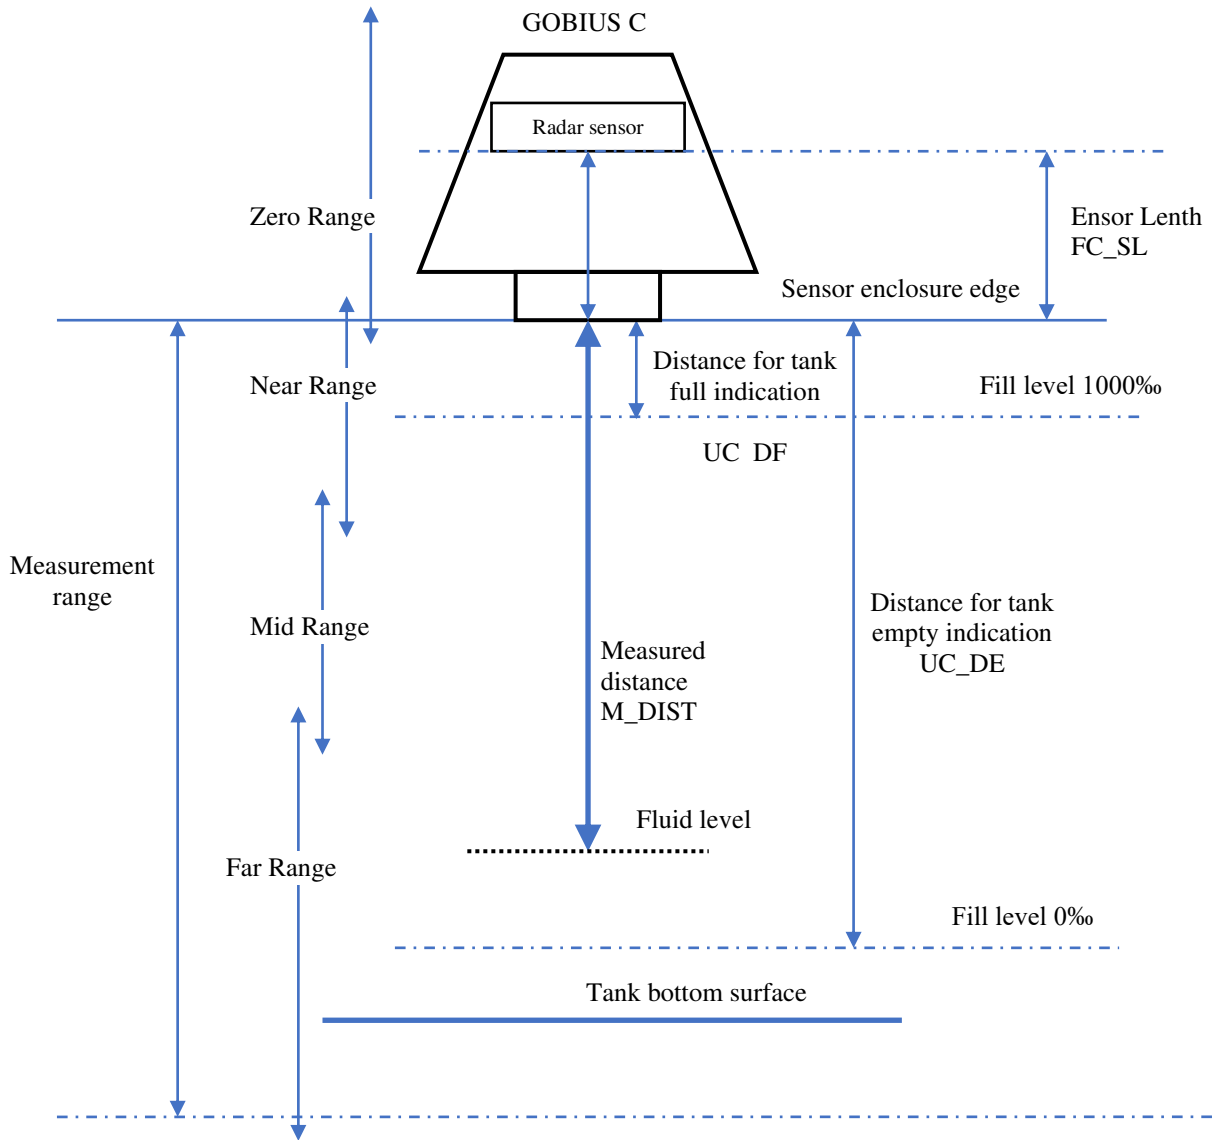 GOBIUS C
Radar sensor
Zero Range
Ensor Lenth
FC_SL
Sensor enclosure edge
Near Range
Distance for tank
full indication
Fill level 1000‰
UC DF
Measurement
range
Mid Range
Distance for tank
empty indication
UC_DE
Measured
distance
M_DIST
Fluid level
Far Range
Fill level 0‰
Tank bottom surface